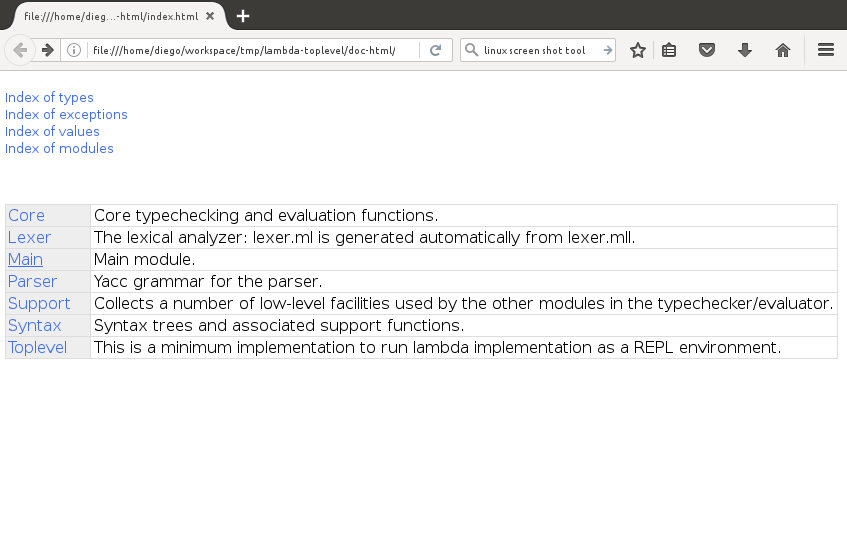 file:///home/dieg...-html/index.html
file:///home/diego/workspace/tmp/lambda-toplevel/doc-html/
linux screen shot tool
Index of types
Index of exceptions
Index of values
Index of modules
Core Core typechecking and evaluation functions.
Lexer The lexical analyzer: lexer.ml is generated automatically from lexer.mll.
Main Main module.
Parser Yacc grammar for the parser.
Support Collects a number of low-level facilities used by the other modules in the typechecker/evaluator.
Syntax Syntax trees and associated support functions.
Toplevel This is a minimum implementation to run lambda implementation as a REPL environment.